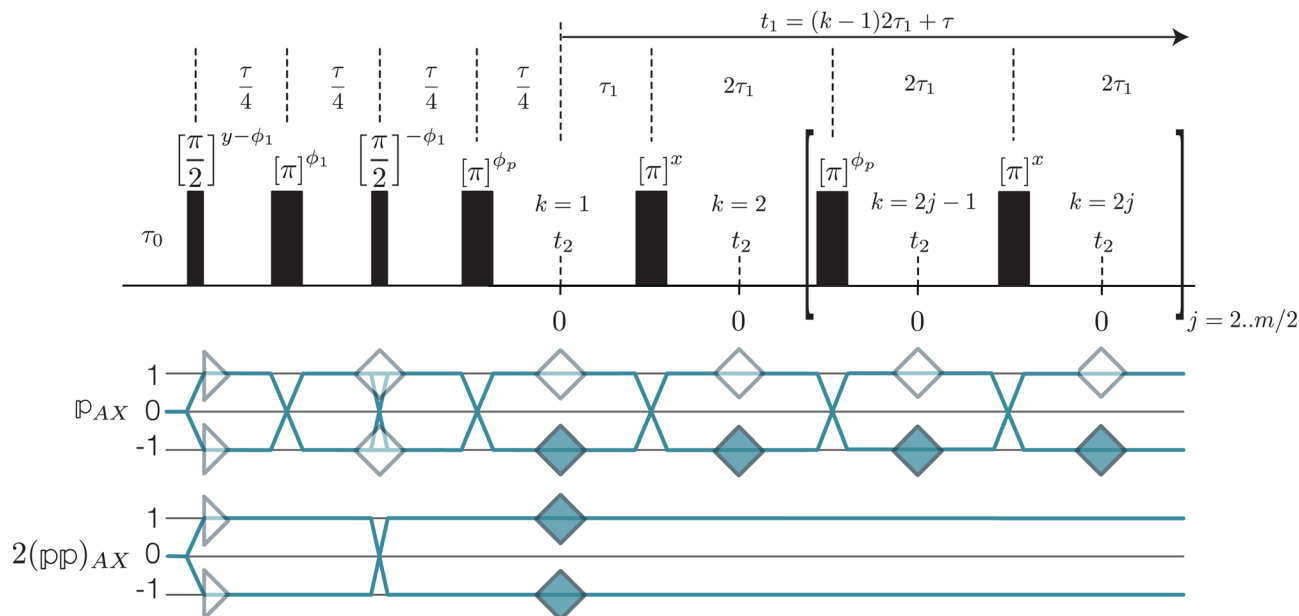 t₁ = (k − 1)2τ₁ + τ
τ/4 τ/4 τ/4 τ/4 τ₁ 2τ₁ 2τ₁ 2τ₁
[π/2]^{y−ϕ₁} [π]^{ϕ₁} [π/2]^{−ϕ₁} [π]^{ϕₚ} [π]^x [π]^{ϕₚ} [π]^x
k = 1 k = 2 k = 2j − 1 k = 2j
τ₀ t₂ t₂ t₂ t₂
0 0 0 0 j = 2..m/2
1
𝕡_{AX} 0
-1
1
2(𝕡𝕡)_{AX} 0
-1